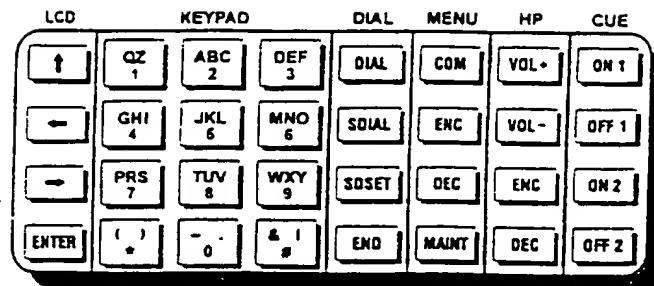 LCD KEYPAD DIAL MENU HP CUE
↑ QZ ABC DEF DIAL COM VOL+ ON 1
1 2 3
← GHI JKL MNO SDIAL ENC VOL- OFF 1
4 5 6
→ PRS TUV WXY SDSET DEC ENC ON 2
7 8 9
ENTER ( ) - . & | END MAINT DEC OFF 2
* 0 #